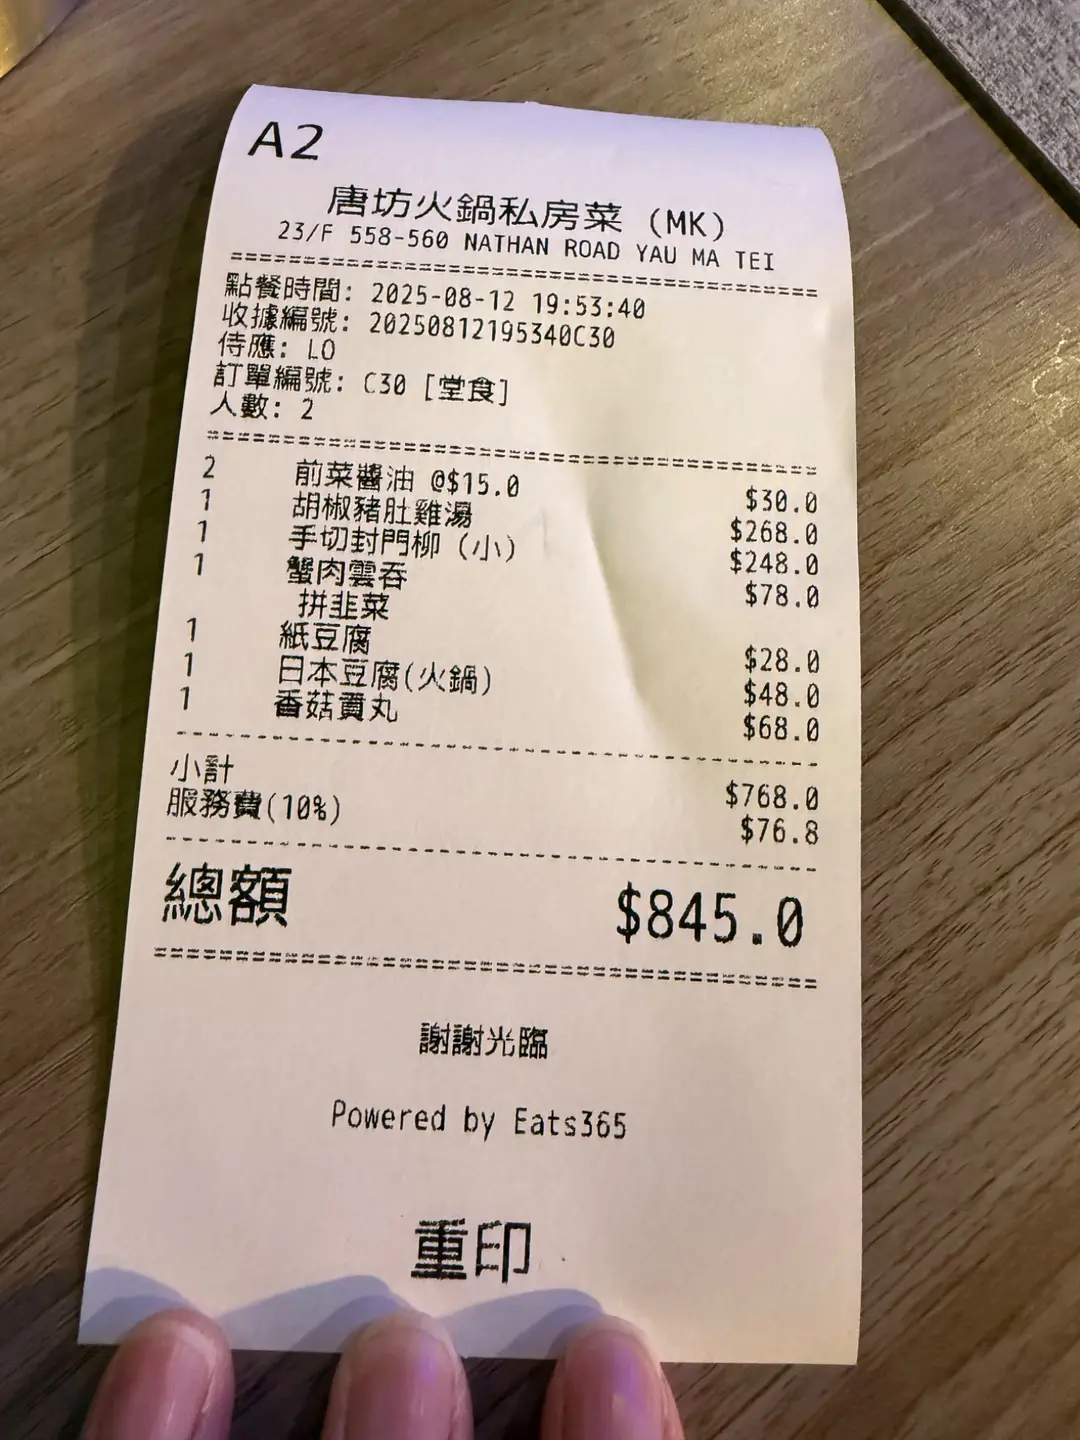 A2
唐坊火鍋私房菜 (MK)
23/F 558-560 NATHAN ROAD YAU MA TEI
點餐時間: 2025-08-12 19:53:40
收據編號: 20250812195340C30
侍應: LO
訂單編號: C30 [堂食]
人數: 2
2 前菜醬油 @$15.0 $30.0
1 胡椒豬肚雞湯 $268.0
1 手切封門柳 (小) $248.0
1 蟹肉雲吞 $78.0
拼韭菜
1 紙豆腐 $28.0
1 日本豆腐(火鍋) $48.0
1 香菇貢丸 $68.0
小計 $768.0
服務費(10%) $76.8
總額 $845.0
謝謝光臨
Powered by Eats365
重印